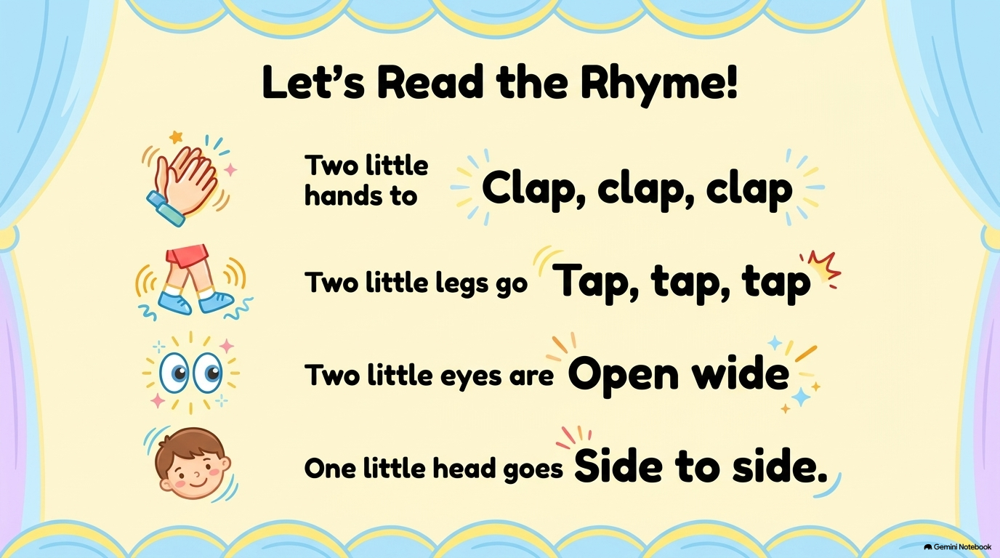 Let's Read the Rhyme!
Two little
hands to
Clap, clap, clap
Two little legs go Tap, tap, tap
Two little eyes are Open wide
One little head goes Side to side.
Gemini Notebook